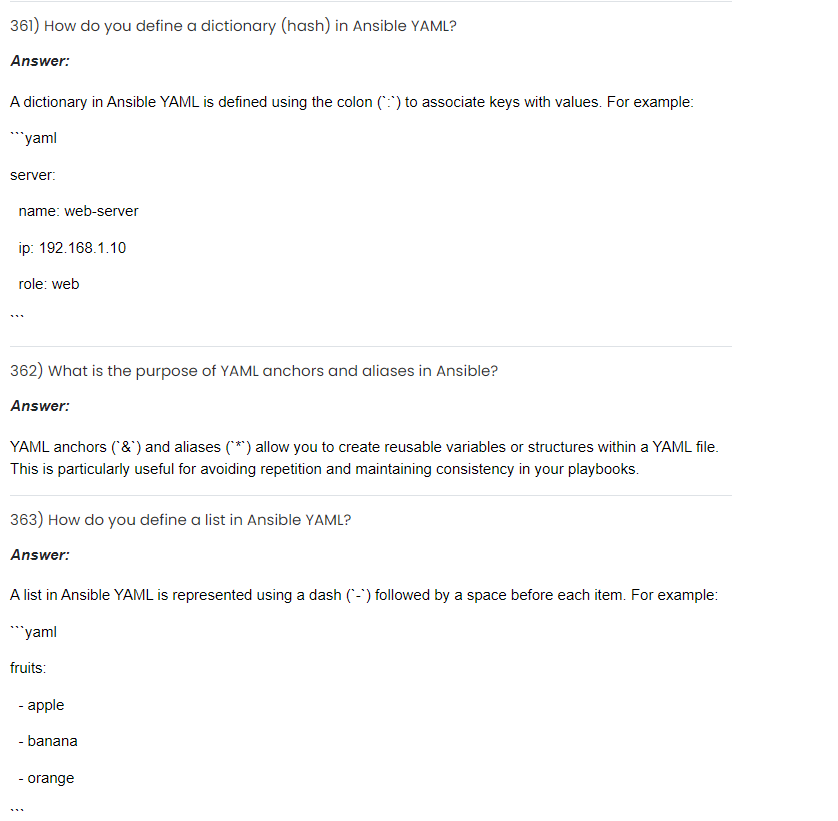 361) How do you define a dictionary (hash) in Ansible YAML?
Answer:
A dictionary in Ansible YAML is defined using the colon (`:`) to associate keys with values. For example:
```yaml
server:
name: web-server
ip: 192.168.1.10
role: web
```
362) What is the purpose of YAML anchors and aliases in Ansible?
Answer:
YAML anchors (`&`) and aliases (`*`) allow you to create reusable variables or structures within a YAML file.
This is particularly useful for avoiding repetition and maintaining consistency in your playbooks.
363) How do you define a list in Ansible YAML?
Answer:
A list in Ansible YAML is represented using a dash (`-`) followed by a space before each item. For example:
```yaml
fruits:
- apple
- banana
- orange
```